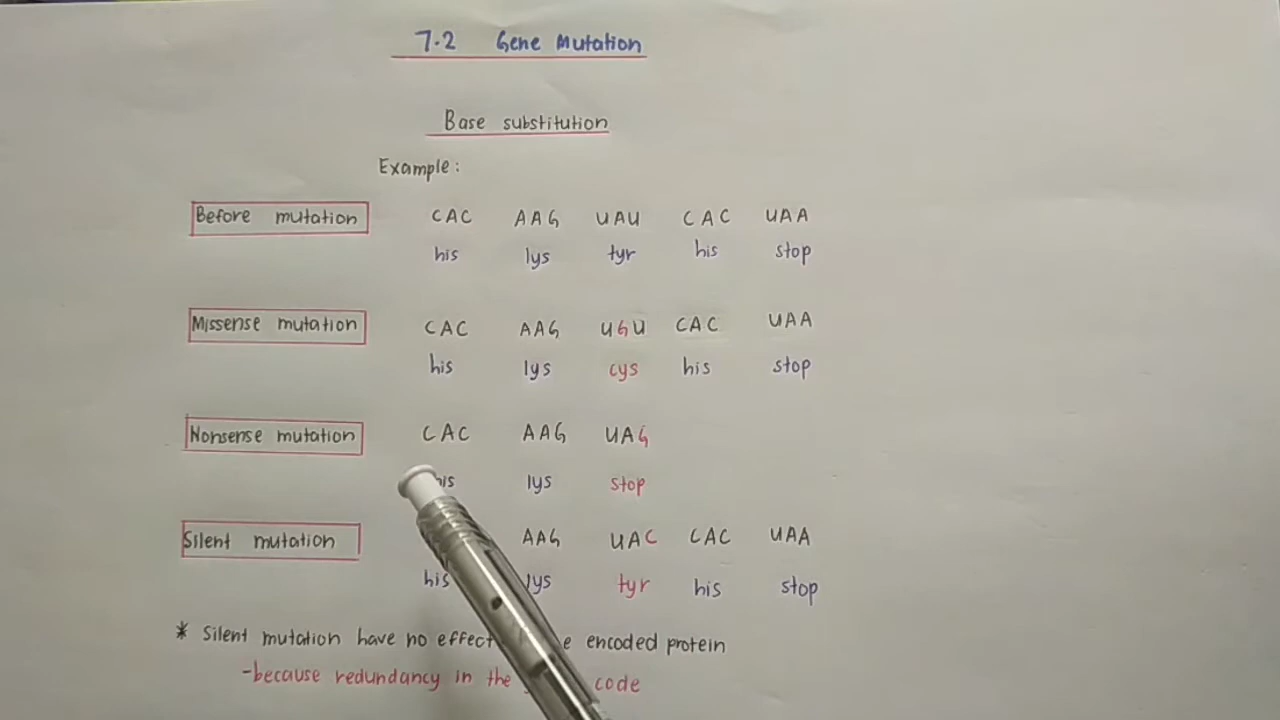 7.2 Gene Mutation
Base substitution
Example:
Before mutation CAC AAG UAU CAC UAA
his lys tyr his stop
Missense mutation CAC AAG UGU CAC UAA
his lys cys his stop
Nonsense mutation CAC AAG UAG
lys stop
Silent mutation AAG UAC CAC UAA
his lys tyr his stop
* Silent mutation have no effect encoded protein
-because redundancy in the code